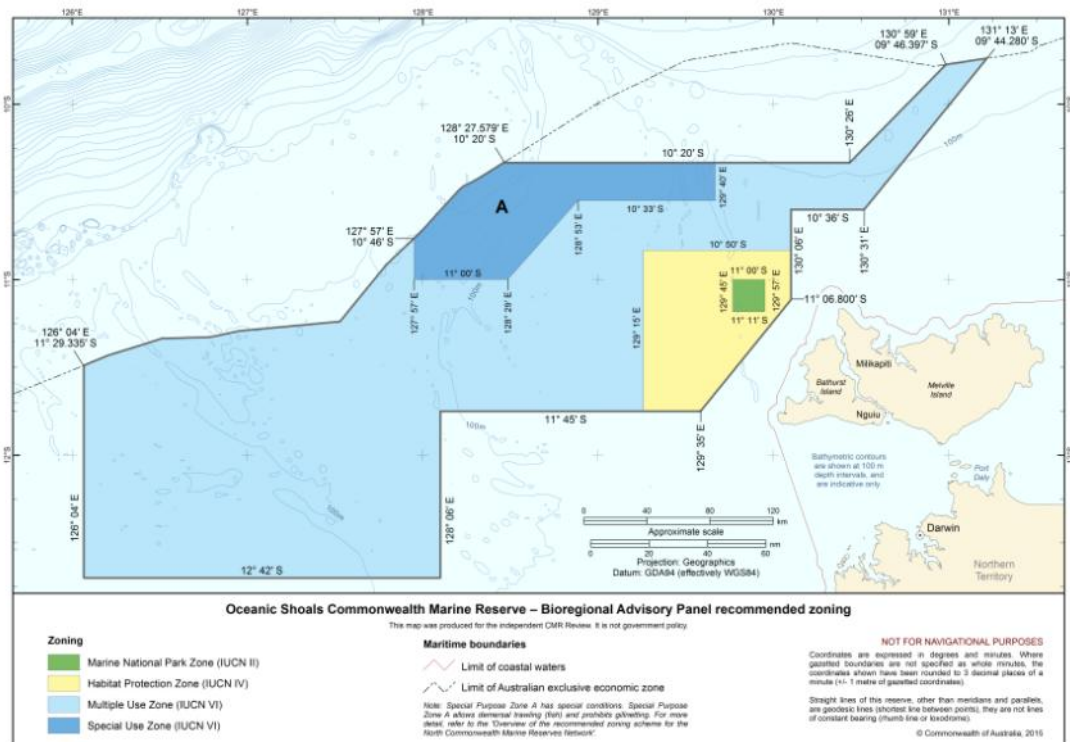 126°E 127°E 128°E 129°E 130°E 131°E
130° 59' E
09° 46.397' S
131° 13' E
09° 44.280' S
10°S
10°S
128° 27.579' E
10° 20' S
10° 20' S
130° 26' E
100m
A
129° 40' E
10° 33' S
128° 53' E
10° 36' S
127° 57' E
10° 46' S
130° 06' E
130° 31' E
10° 50' S
11°S
11° 00' S
11° 00' S
129° 45' E
129° 57' E
11° 11' S
11° 06.800' S
100m
127° 57' E
128° 29' E
129° 15' E
126° 04' E
11° 29.335' S
Milikapiti
Bathurst
Island
Melville
Island
Nguiu
11° 45' S
100m
129° 35' E
12°S
Bathymetric contours
are shown at 100 m
depth intervals, and
are indicative only.
Port
Daly
126° 04' E
128° 06' E
100m
0 40 80 120
km
Approximate scale
0 20 40 60
nm
Projection: Geographics
Datum: GDA94 (effectively WGS84)
Darwin
Northern
Territory
12° 42' S
Oceanic Shoals Commonwealth Marine Reserve – Bioregional Advisory Panel recommended zoning
This map was produced for the independent CMR Review. It is not government policy.
Zoning
Marine National Park Zone (IUCN II)
Habitat Protection Zone (IUCN IV)
Multiple Use Zone (IUCN VI)
Special Use Zone (IUCN VI)
Maritime boundaries
Limit of coastal waters
Limit of Australian exclusive economic zone
Note: Special Purpose Zone A has special conditions. Special Purpose
Zone A allows demersal trawling (fish) and prohibits gillnetting. For more
detail, refer to the 'Overview of the recommended zoning scheme for the
North Commonwealth Marine Reserves Network'.
NOT FOR NAVIGATIONAL PURPOSES
Coordinates are expressed in degrees and minutes. Where
gazetted boundaries are not specified as whole minutes, the
coordinates shown have been rounded to 3 decimal places of a
minute (+/- 1 metre of gazetted coordinates).
Straight lines of this reserve, other than meridians and parallels,
are geodesic lines (shortest line between points), they are not lines
of constant bearing (rhumb line or loxodrome).
© Commonwealth of Australia, 2015